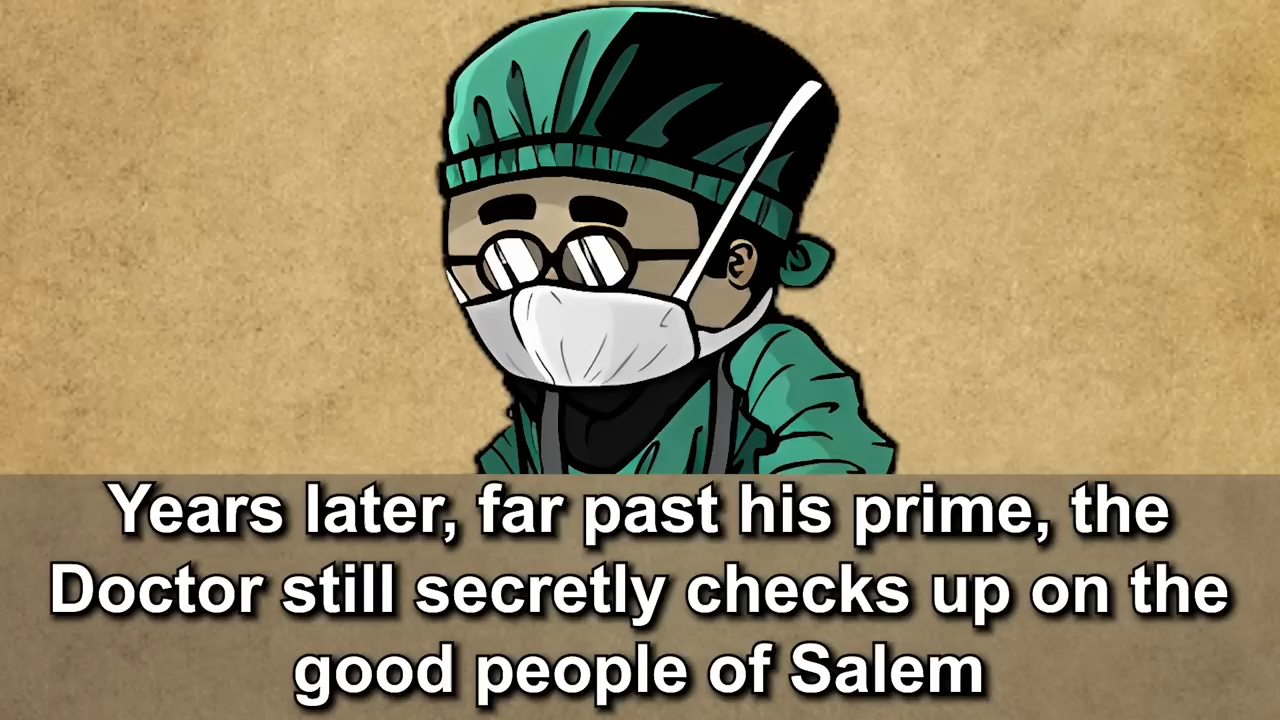 Years later, far past his prime, the
Doctor still secretly checks up on the
good people of Salem